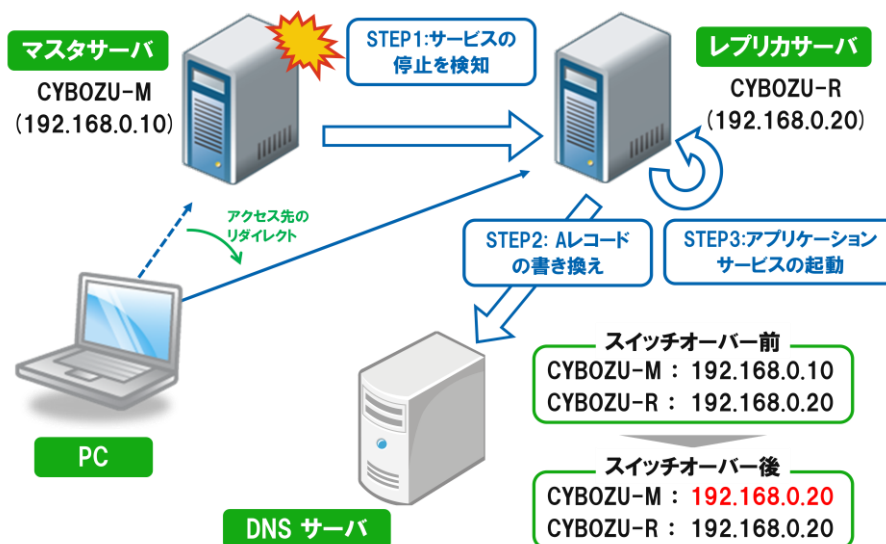 マスタサーバ
CYBOZU-M
(192.168.0.10)
STEP1:サービスの
停止を検知
レプリカサーバ
CYBOZU-R
(192.168.0.20)
アクセス先の
リダイレクト
STEP2: Aレコード
の書き換え
STEP3:アプリケーション
サービスの起動
PC
DNS サーバ
スイッチオーバー前
CYBOZU-M : 192.168.0.10
CYBOZU-R : 192.168.0.20
スイッチオーバー後
CYBOZU-M : 192.168.0.20
CYBOZU-R : 192.168.0.20